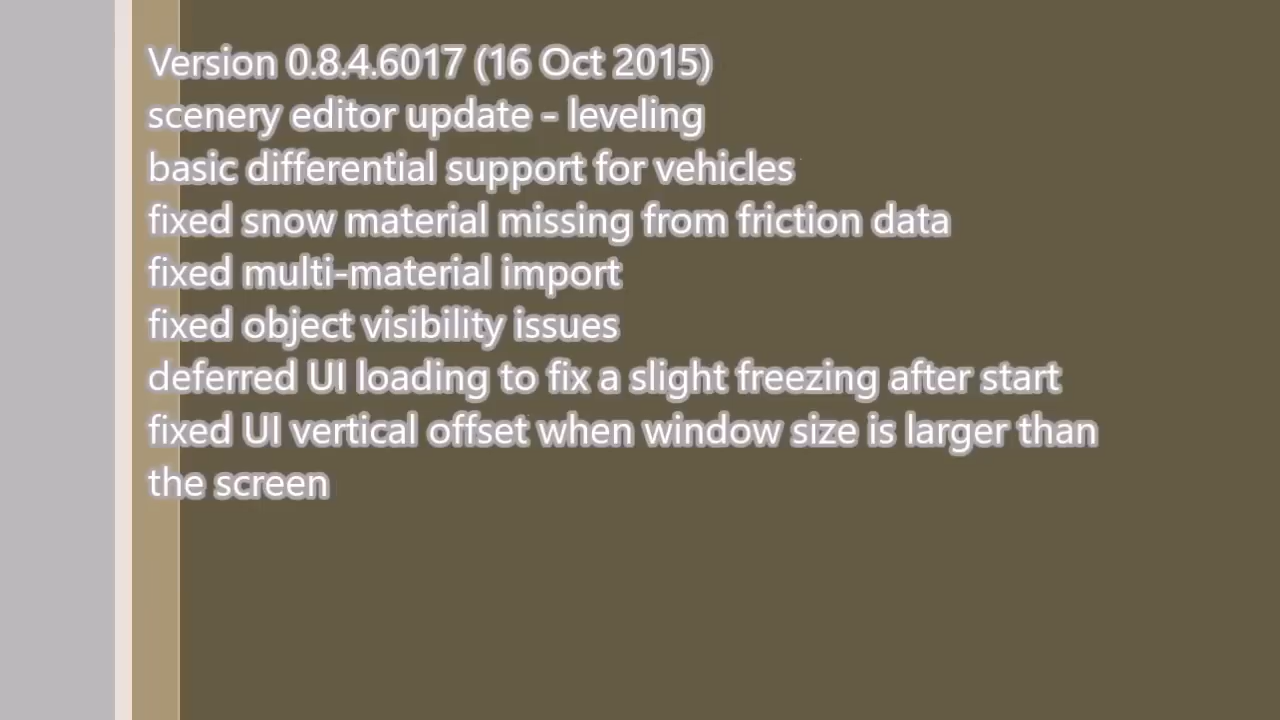 Version 0.8.4.6017 (16 Oct 2015)
scenery editor update - leveling
basic differential support for vehicles
fixed snow material missing from friction data
fixed multi-material import
fixed object visibility issues
deferred UI loading to fix a slight freezing after start
fixed UI vertical offset when window size is larger than
the screen